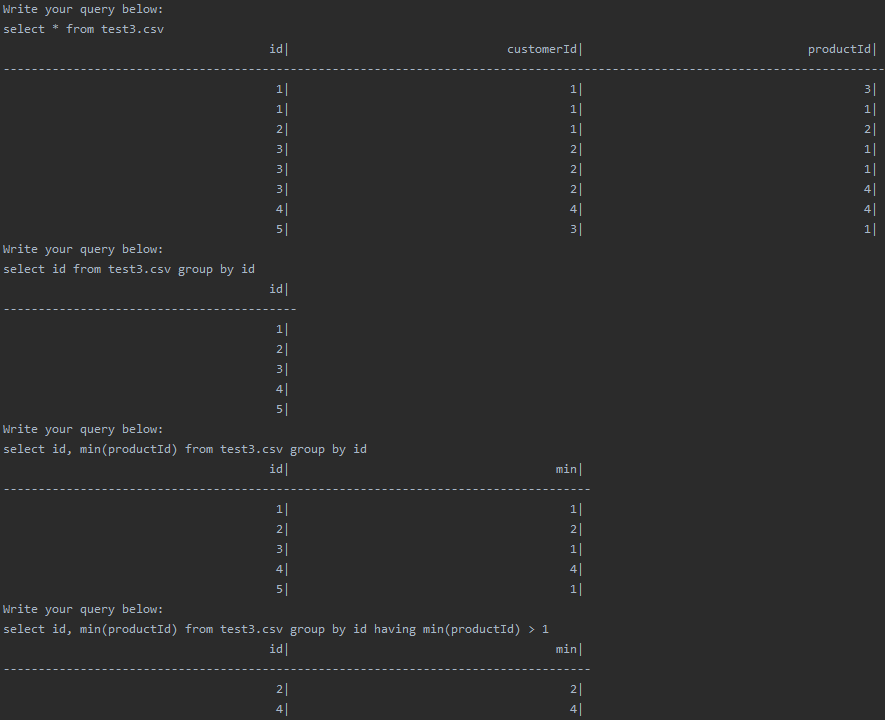 Write your query below:
select * from test3.csv
id| customerId| productId|
------------------------------------------------------------------------------------------------------------------------------
1| 1| 3|
1| 1| 1|
2| 1| 2|
3| 2| 1|
3| 2| 1|
3| 2| 4|
4| 4| 4|
5| 3| 1|
Write your query below:
select id from test3.csv group by id
id|
------------------------------------------
1|
2|
3|
4|
5|
Write your query below:
select id, min(productId) from test3.csv group by id
id| min|
------------------------------------------------------------------------------------
1| 1|
2| 2|
3| 1|
4| 4|
5| 1|
Write your query below:
select id, min(productId) from test3.csv group by id having min(productId) > 1
id| min|
------------------------------------------------------------------------------------
2| 2|
4| 4|